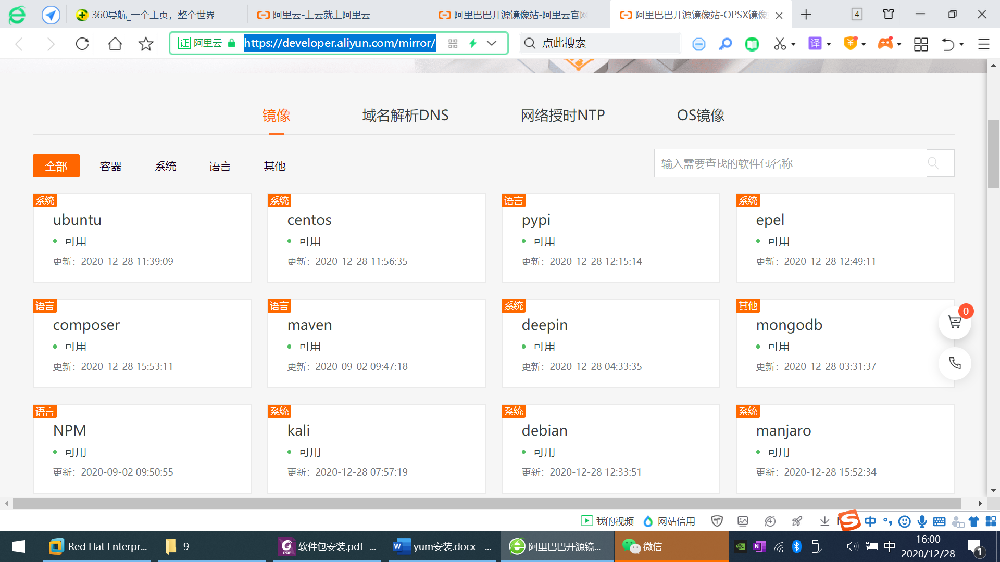 360导航_一个主页，整个世界
阿里云-上云就上阿里云
阿里巴巴开源镜像站-阿里云官网
阿里巴巴开源镜像站-OPSX镜像
4
证 阿里云 https://developer.aliyun.com/mirror/
点此搜索
译
镜像 域名解析DNS 网络授时NTP OS镜像
全部 容器 系统 语言 其他
输入需要查找的软件包名称
系统
ubuntu
可用
更新：2020-12-28 11:39:09
系统
centos
可用
更新：2020-12-28 11:56:35
语言
pypi
可用
更新：2020-12-28 12:15:14
系统
epel
可用
更新：2020-12-28 12:49:11
语言
composer
可用
更新：2020-12-28 15:53:11
语言
maven
可用
更新：2020-09-02 09:47:18
系统
deepin
可用
更新：2020-12-28 04:33:35
其他
mongodb
可用
更新：2020-12-28 03:31:37
0
语言
NPM
可用
更新：2020-09-02 09:50:55
系统
kali
可用
更新：2020-12-28 07:57:19
系统
debian
可用
更新：2020-12-28 12:33:51
系统
manjaro
可用
更新：2020-12-28 15:52:34
我的视频 网站信用
中
Red Hat Enterpr...
9
软件包安装.pdf -...
yum安装.docx - ...
阿里巴巴开源镜...
微信
中
16:00
2020/12/28
1